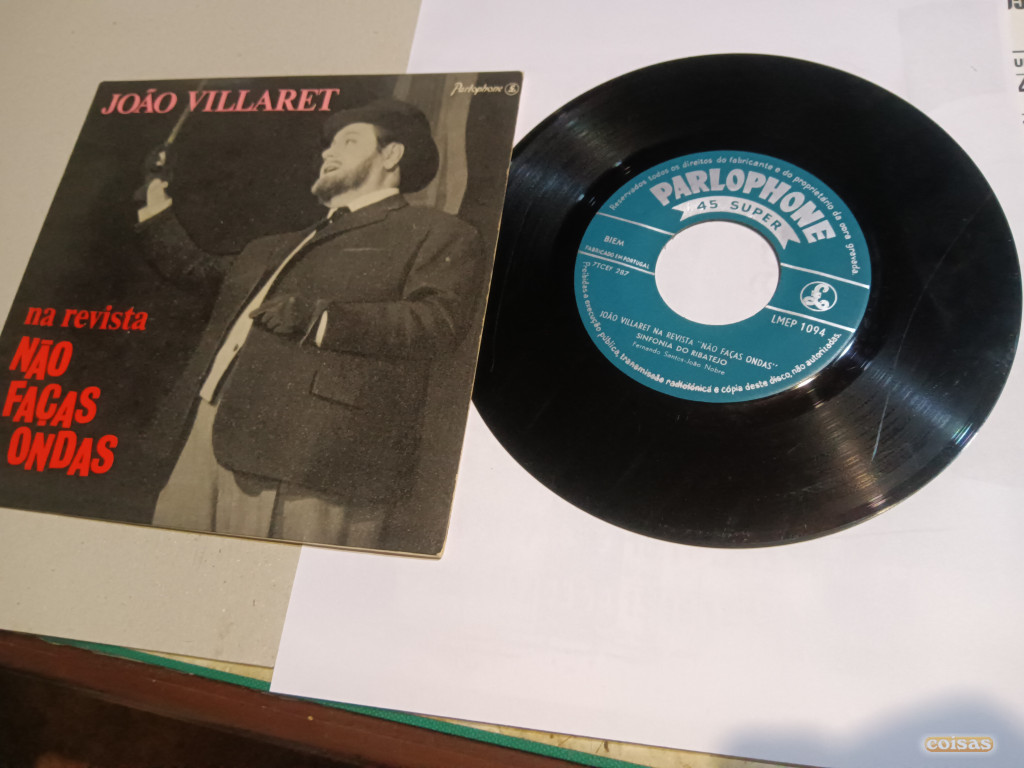 JOÃO VILLARET
Parlophone
na revista
NÃO
FAÇAS
ONDAS
Reservados todos os direitos do fabricante e do proprietário da obra gravada
PARLOPHONE
45 SUPER
BIEM
FABRICADO EM PORTUGAL
7TCEF 287
LMEP 1094
JOÃO VILLARET NA REVISTA "NÃO FAÇAS ONDAS"
SINFONIA DO RIBATEJO
Fernando Santos-João Nobre
Proibidas a execução pública, transmissão radiofónica e cópia deste disco, não autorizadas.
coisas